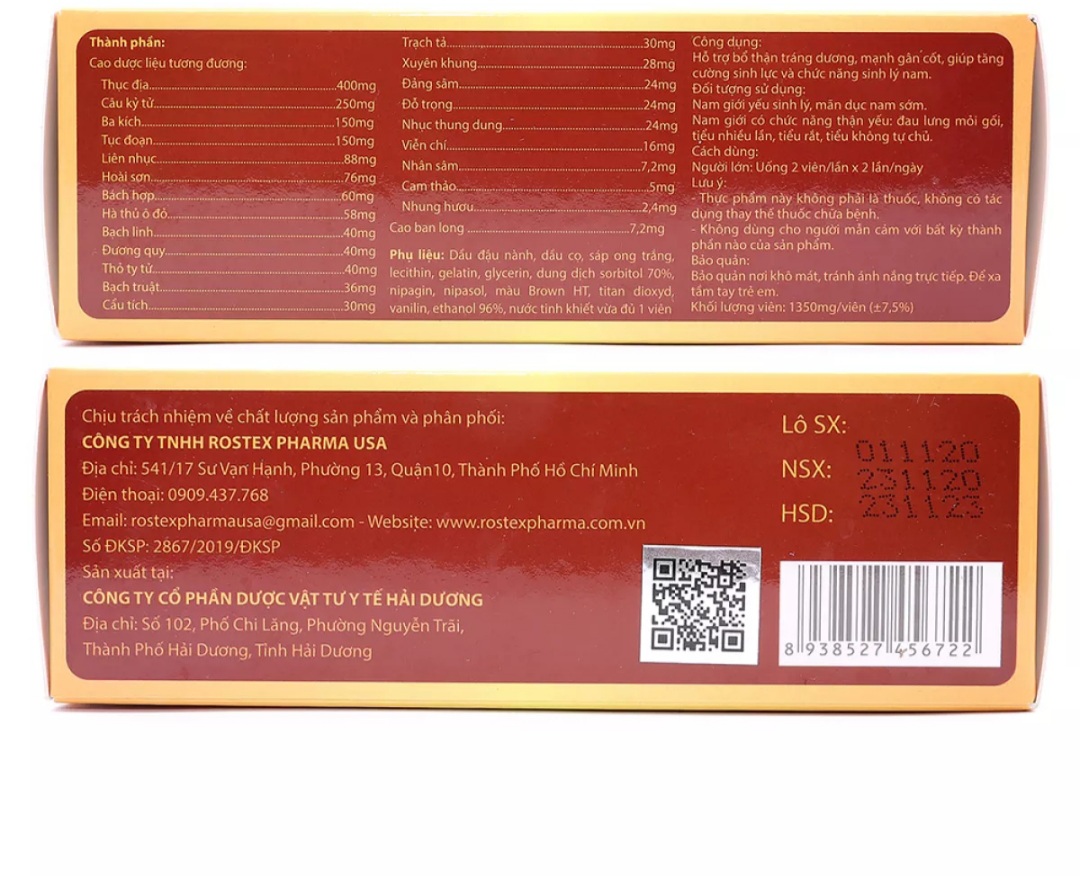 Thành phần:
Cao dược liệu tương đương:
Thục địa...400mg
Câu kỷ tử...250mg
Ba kích...150mg
Tục đoạn...150mg
Liên nhục...88mg
Hoài sơn...76mg
Bách hợp...60mg
Hà thủ ô đỏ...58mg
Bạch linh...40mg
Đương quy...40mg
Thỏ ty tử...40mg
Bạch truật...36mg
Cẩu tích...30mg
Trạch tả...30mg
Xuyên khung...28mg
Đảng sâm...24mg
Đỗ trọng...24mg
Nhục thung dung...24mg
Viễn chí...16mg
Nhân sâm...7,2mg
Cam thảo...5mg
Nhung hươu...2,4mg
Cao ban long...7,2mg
Phụ liệu: Dầu đậu nành, dầu cọ, sáp ong trắng,
lecithin, gelatin, glycerin, dung dịch sorbitol 70%,
nipagin, nipasol, màu Brown HT, titan dioxyd,
vanilin, ethanol 96%, nước tinh khiết vừa đủ 1 viên
Công dụng:
Hỗ trợ bổ thận tráng dương, mạnh gân cốt, giúp tăng
cường sinh lực và chức năng sinh lý nam.
Đối tượng sử dụng:
Nam giới yếu sinh lý, mãn dục nam sớm.
Nam giới có chức năng thận yếu: đau lưng mỏi gối,
tiểu nhiều lần, tiểu rắt, tiểu không tự chủ.
Cách dùng:
Người lớn: Uống 2 viên/lần x 2 lần/ngày
Lưu ý:
- Thực phẩm này không phải là thuốc, không có tác
dụng thay thế thuốc chữa bệnh.
- Không dùng cho người mẫn cảm với bất kỳ thành
phần nào của sản phẩm.
Bảo quản:
Bảo quản nơi khô mát, tránh ánh nắng trực tiếp. Để xa
tầm tay trẻ em.
Khối lượng viên: 1350mg/viên (±7,5%)
Chịu trách nhiệm về chất lượng sản phẩm và phân phối:
CÔNG TY TNHH ROSTEX PHARMA USA
Địa chỉ: 541/17 Sư Vạn Hạnh, Phường 13, Quận10, Thành Phố Hồ Chí Minh
Điện thoại: 0909.437.768
Email: rostexpharmausa@gmail.com - Website: www.rostexpharma.com.vn
Số ĐKSP: 2867/2019/ĐKSP
Sản xuất tại:
CÔNG TY CỔ PHẦN DƯỢC VẬT TƯ Y TẾ HẢI DƯƠNG
Địa chỉ: Số 102, Phố Chi Lăng, Phường Nguyễn Trãi,
Thành Phố Hải Dương, Tỉnh Hải Dương
Lô SX: 011120
NSX: 231120
HSD: 231123
8 938527 456722